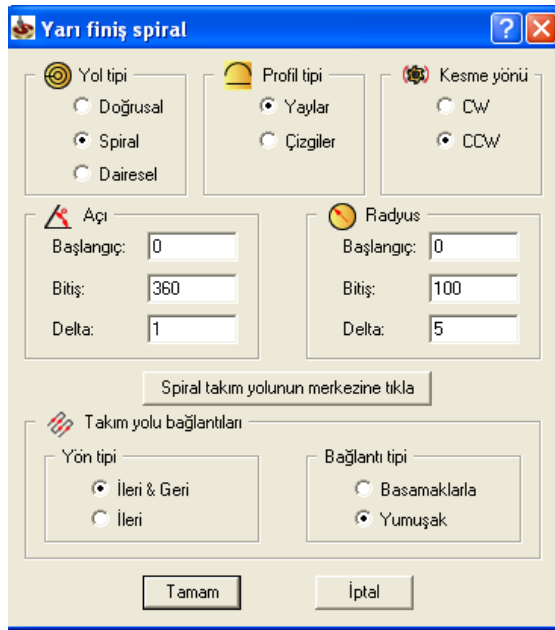 Yarı finiş spiral
Yol tipi
Doğrusal
Spiral
Dairesel
Profil tipi
Yaylar
Çizgiler
Kesme yönü
CW
CCW
Açı
Başlangıç: 0
Bitiş: 360
Delta: 1
Radyus
Başlangıç: 0
Bitiş: 100
Delta: 5
Spiral takım yolunun merkezine tıkla
Takım yolu bağlantıları
Yön tipi
İleri & Geri
İleri
Bağlantı tipi
Basamaklarla
Yumuşak
Tamam
İptal